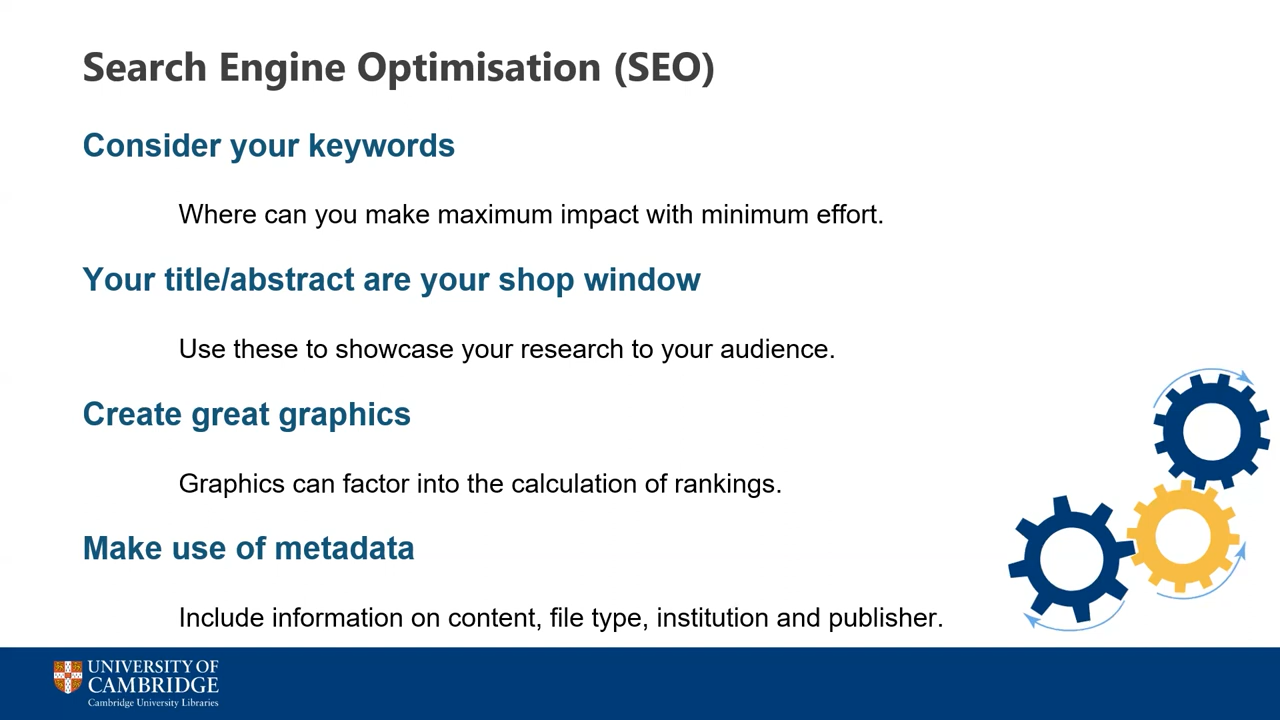 Search Engine Optimisation (SEO)
Consider your keywords
Where can you make maximum impact with minimum effort.
Your title/abstract are your shop window
Use these to showcase your research to your audience.
Create great graphics
Graphics can factor into the calculation of rankings.
Make use of metadata
Include information on content, file type, institution and publisher.
UNIVERSITY OF
CAMBRIDGE
Cambridge University Libraries